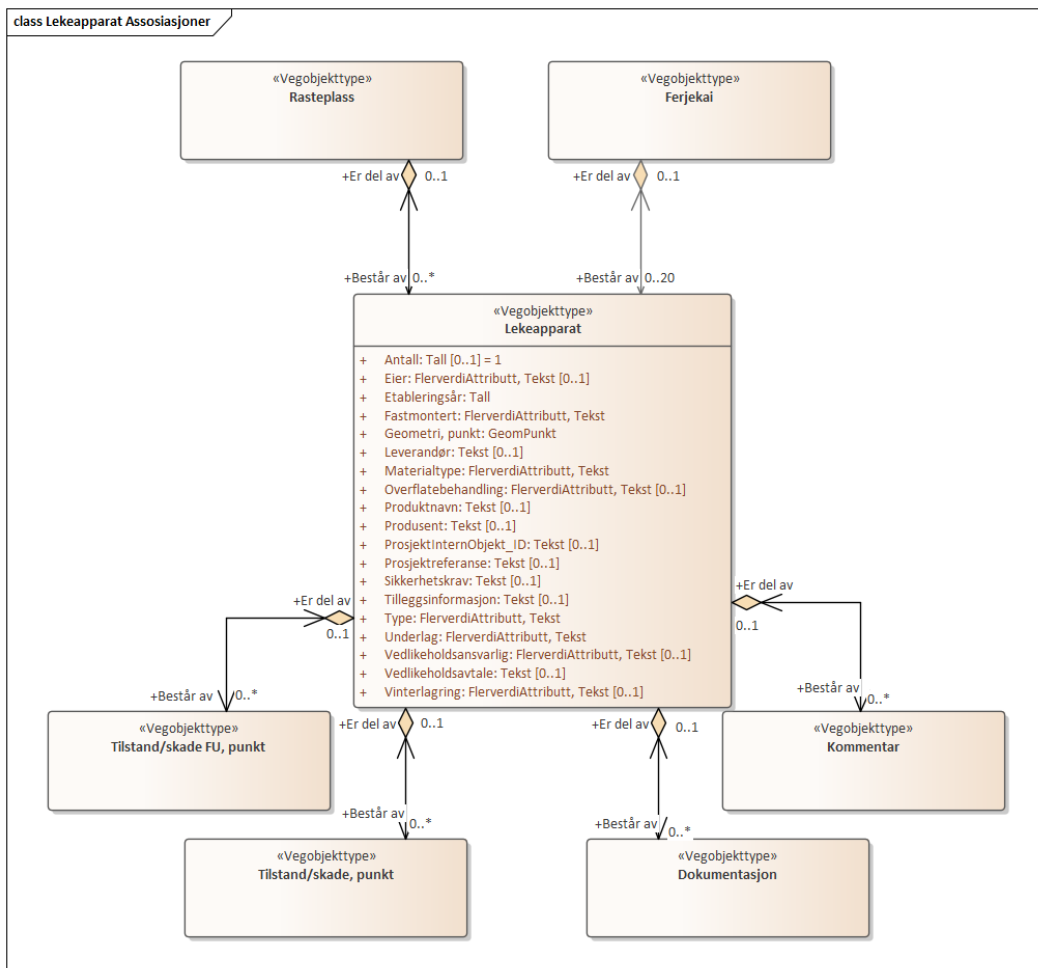 class Lekeapparat Assosiasjoner
«Vegobjekttype»
Rasteplass
«Vegobjekttype»
Ferjekai
+Er del av 0..1
+Er del av 0..1
+Består av 0..*
+Består av 0..20
«Vegobjekttype»
Lekeapparat
+ Antall: Tall [0..1] = 1
+ Eier: FlerverdiAttributt, Tekst [0..1]
+ Etableringsår: Tall
+ Fastmontert: FlerverdiAttributt, Tekst
+ Geometri, punkt: GeomPunkt
+ Leverandør: Tekst [0..1]
+ Materialtype: FlerverdiAttributt, Tekst
+ Overflatebehandling: FlerverdiAttributt, Tekst [0..1]
+ Produktnavn: Tekst [0..1]
+ Produsent: Tekst [0..1]
+ ProsjektInternObjekt_ID: Tekst [0..1]
+ Prosjektreferanse: Tekst [0..1]
+ Sikkerhetskrav: Tekst [0..1]
+ Tilleggsinformasjon: Tekst [0..1]
+ Type: FlerverdiAttributt, Tekst
+ Underlag: FlerverdiAttributt, Tekst
+ Vedlikeholdsansvarlig: FlerverdiAttributt, Tekst [0..1]
+ Vedlikeholdsavtale: Tekst [0..1]
+ Vinterlagring: FlerverdiAttributt, Tekst [0..1]
+Er del av
0..1
+Er del av
0..1
+Består av 0..*
+Består av
0..*
«Vegobjekttype»
Tilstand/skade FU, punkt
+Er del av 0..1
+Er del av 0..1
«Vegobjekttype»
Kommentar
+Består av
0..*
+Består av
0..*
«Vegobjekttype»
Tilstand/skade, punkt
«Vegobjekttype»
Dokumentasjon